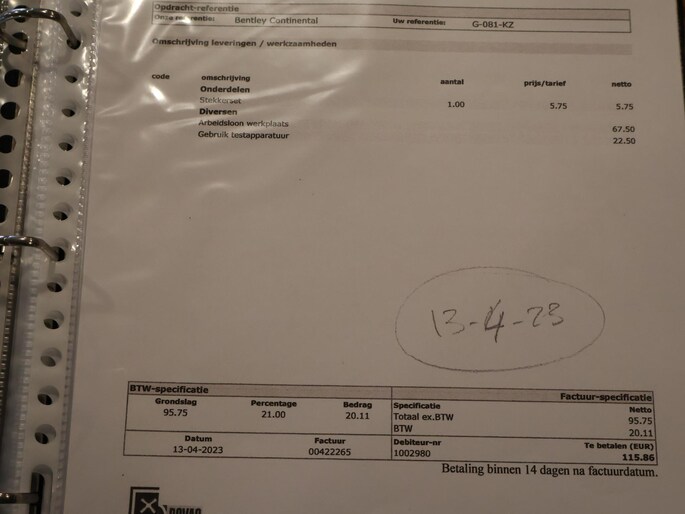 Opdracht-referentie
Onze referentie: Bentley Continental Uw referentie: G-081-KZ
Omschrijving leveringen / werkzaamheden
code omschrijving aantal prijs/tarief netto
Onderdelen
Stekkerset 1.00 5.75 5.75
Diversen
Arbeidsloon werkplaats 67.50
Gebruik testapparatuur 22.50
13-4-23
BTW-specificatie Factuur-specificatie
Grondslag Percentage Bedrag Specificatie Netto
95.75 21.00 20.11 Totaal ex.BTW 95.75
BTW 20.11
Datum Factuur Debiteur-nr Te betalen (EUR)
13-04-2023 00422265 1002980 115.86
Betaling binnen 14 dagen na factuurdatum.